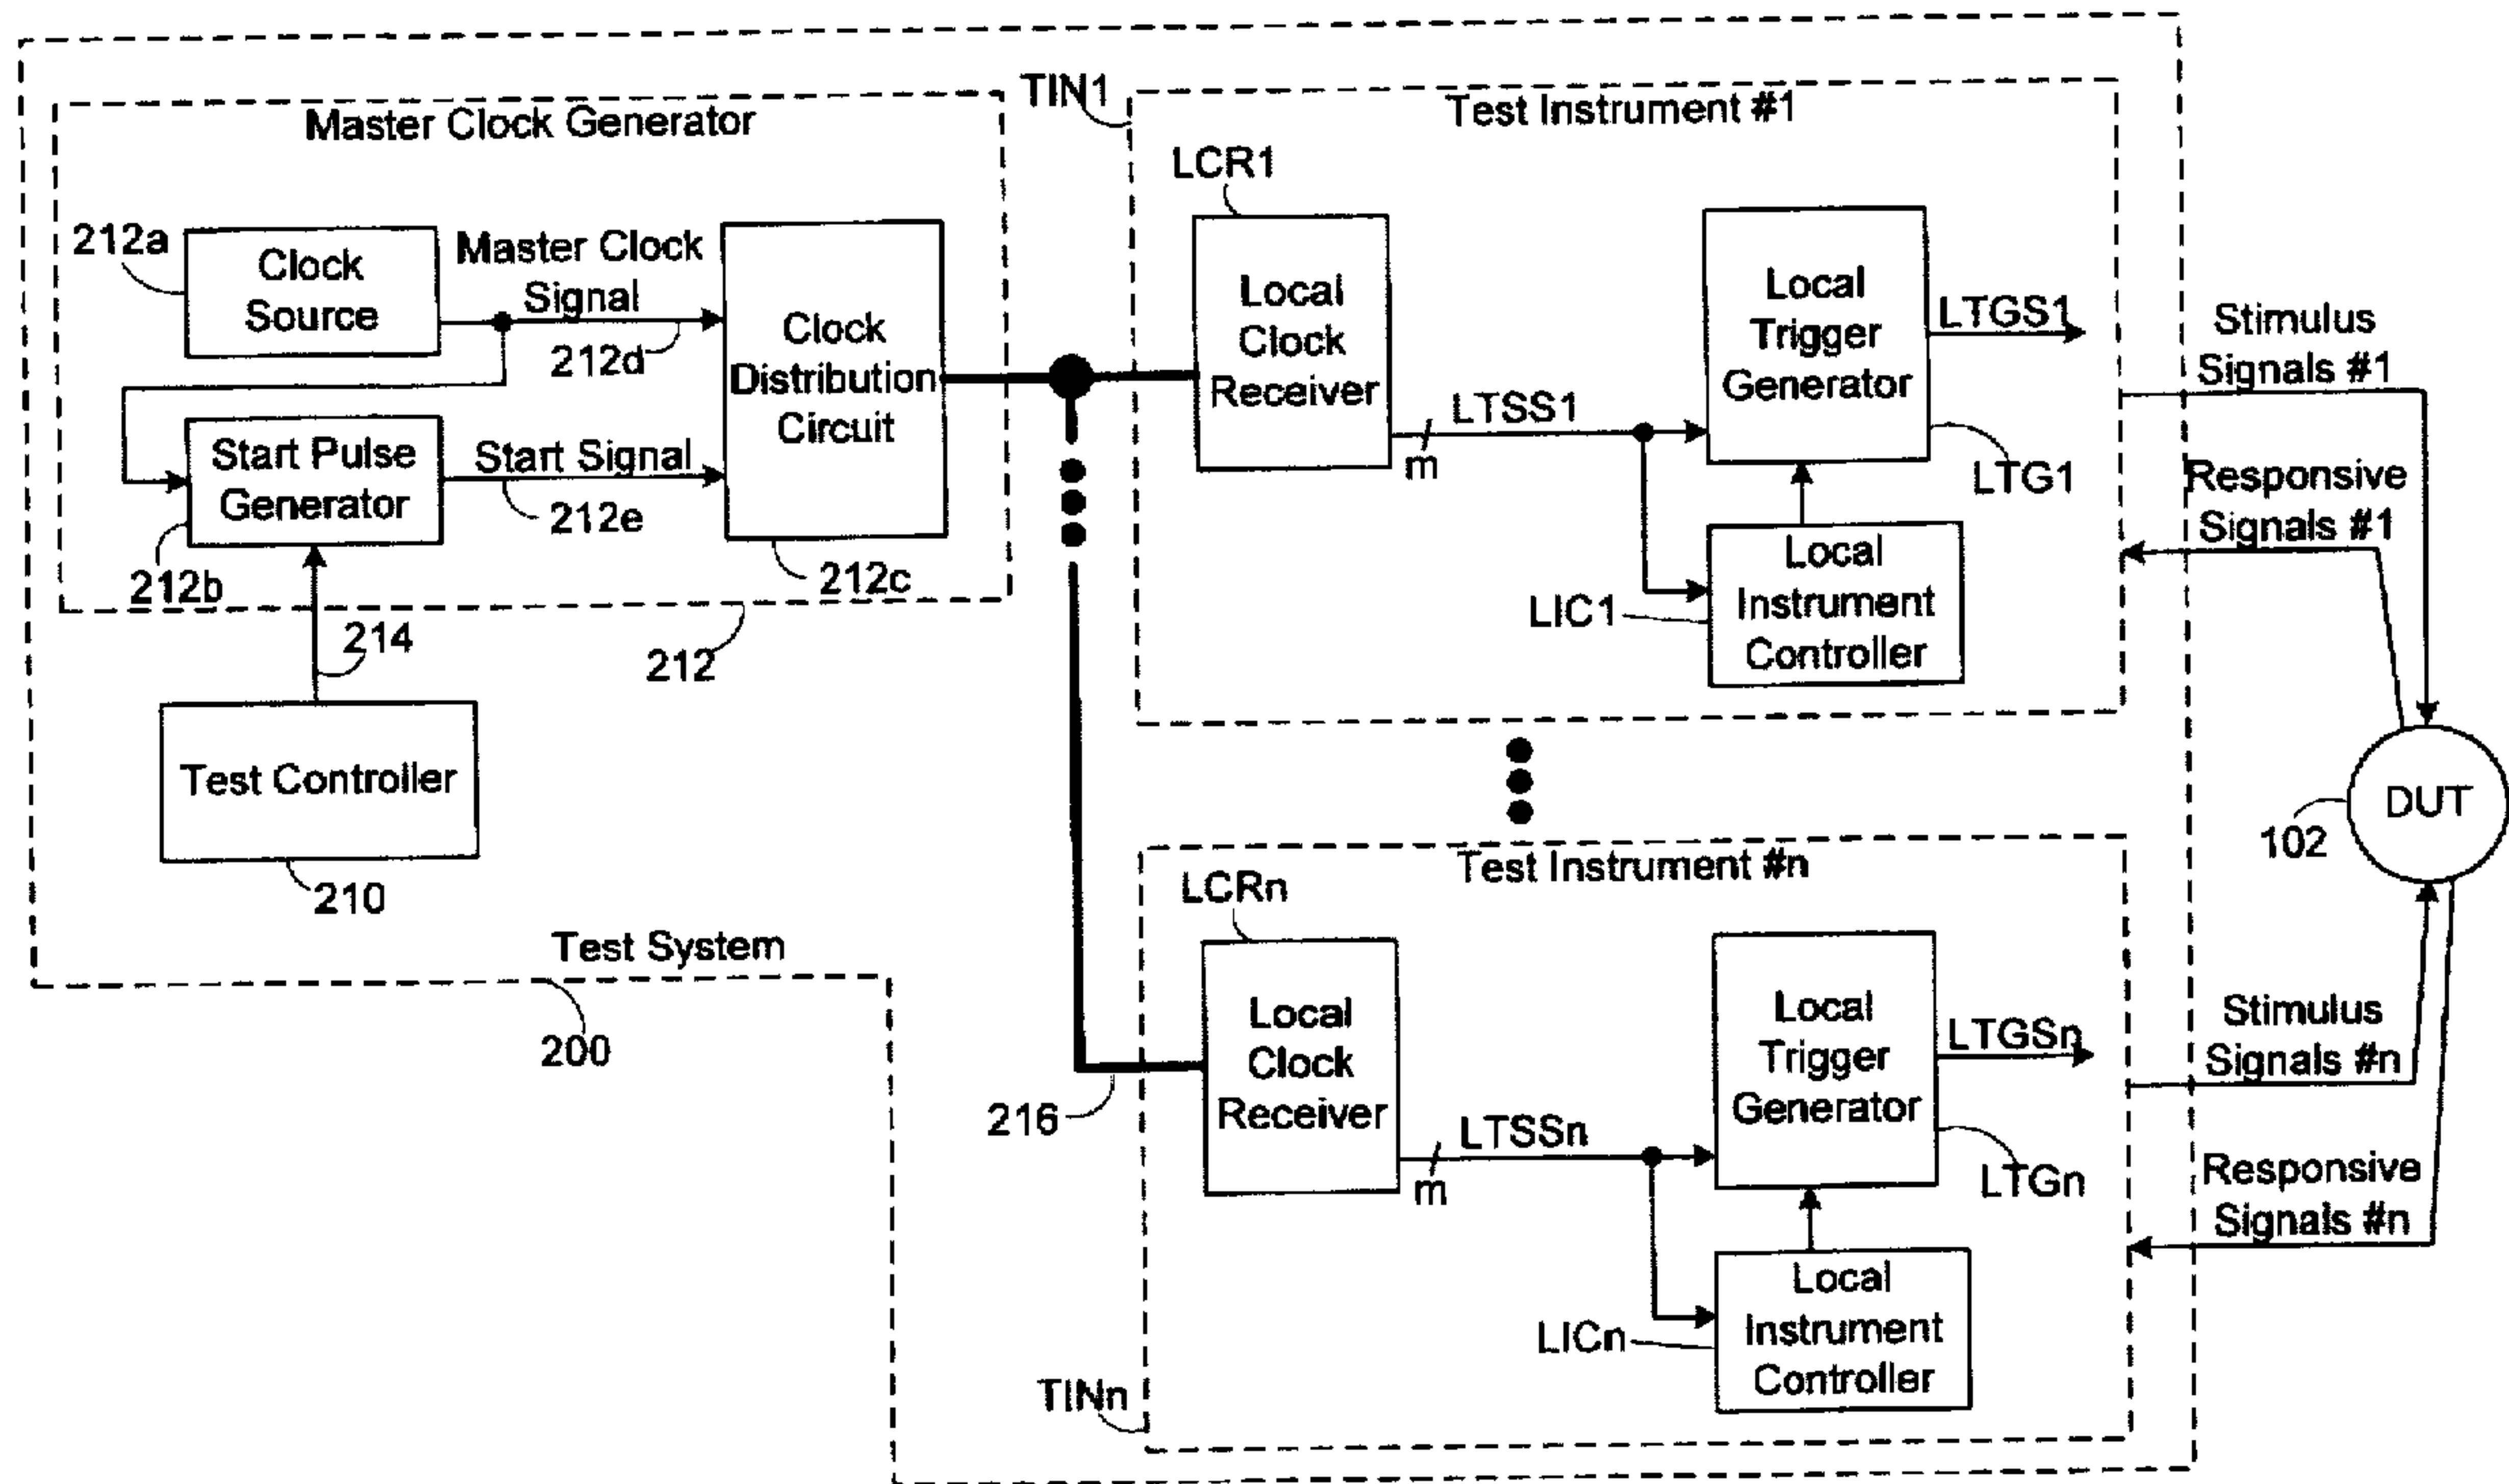 Master Clock Generator
212a
Clock
Source
Master Clock
Signal
212d
Start Pulse
Generator
Start Signal
212e
212b
Clock
Distribution
Circuit
212c
212
214
Test Controller
210
Test System
200
216
TIN1
Test Instrument #1
LCR1
Local
Clock
Receiver
LTSS1
m
Local
Trigger
Generator
LTGS1
LTG1
LIC1
Local
Instrument
Controller
Stimulus
Signals #1
Responsive
Signals #1
DUT
102
Test Instrument #n
LCRn
Local
Clock
Receiver
LTSSn
m
Local
Trigger
Generator
LTGSn
LTGn
LICn
Local
Instrument
Controller
TINn
Stimulus
Signals #n
Responsive
Signals #n